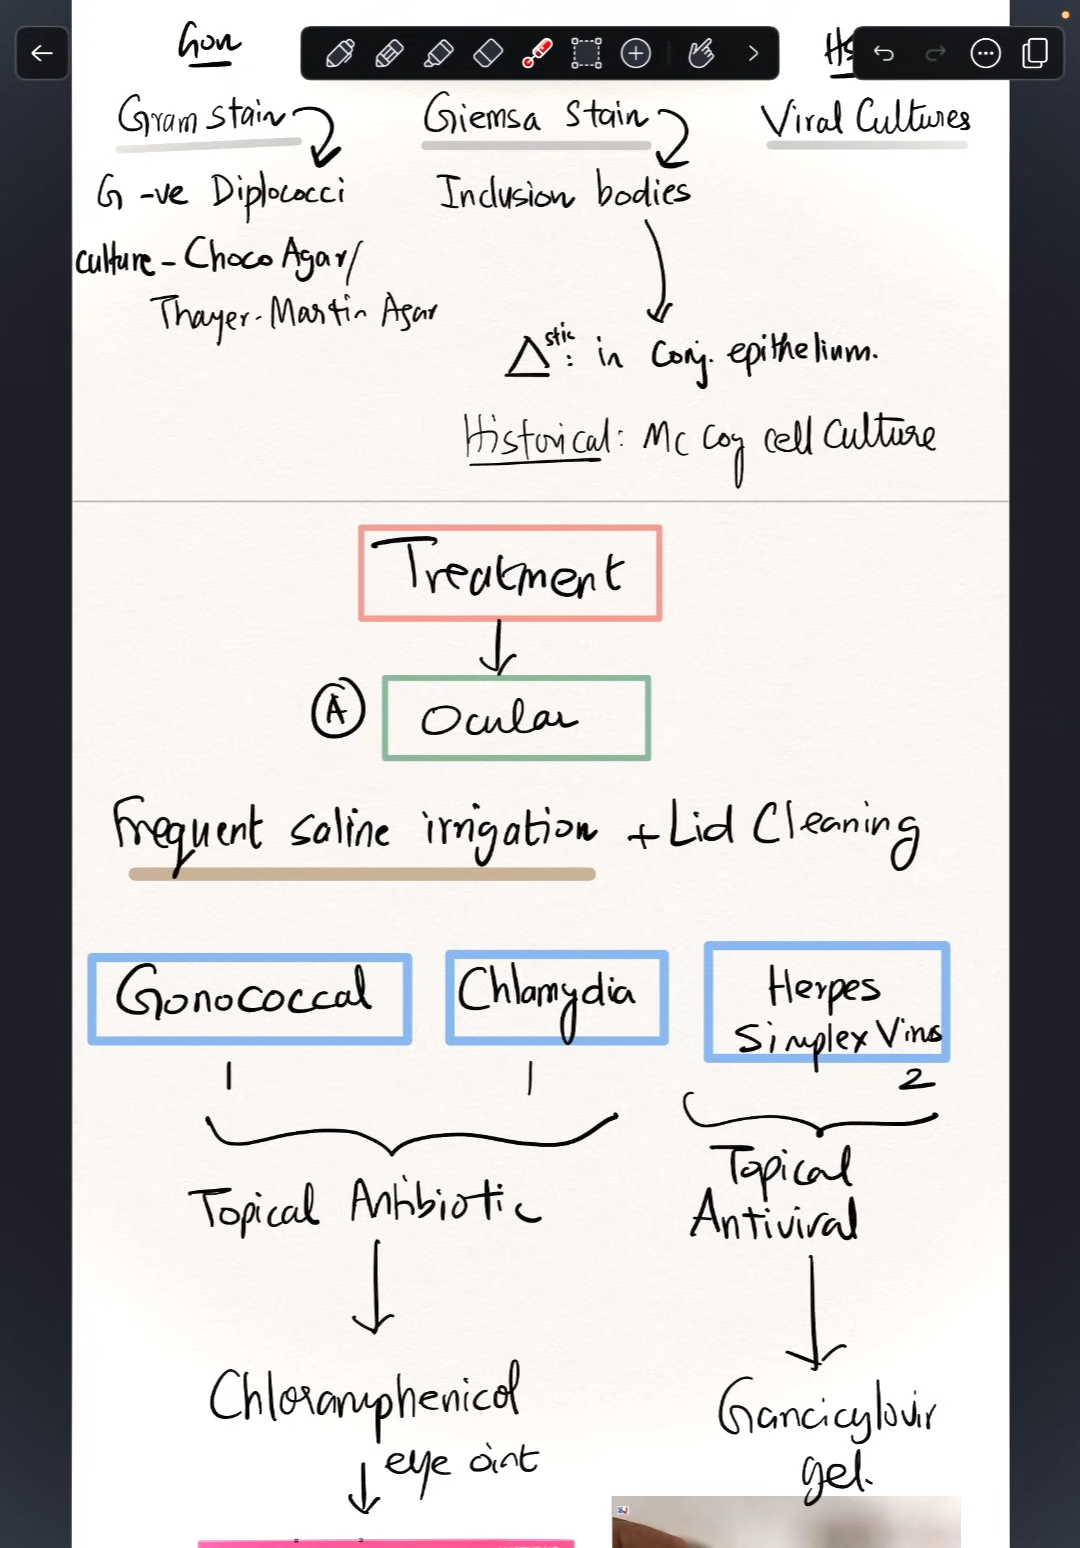 Gon
HS
Gram stain
Giemsa Stain
Viral Cultures
G -ve Diplococci
Inclusion bodies
culture - Choco Agar/
Thayer-Martin Agar
Δstic: in Conj. epithelium.
Historical: Mc Coy cell Culture
Treatment
A
Ocular
Frequent saline irrigation + Lid Cleaning
Gonococcal
Chlamydia
Herpes
Simplex Virus
1
1
2
Topical Antibiotic
Topical
Antiviral
Chloramphenicol
eye oint
Gancicylovir
gel.